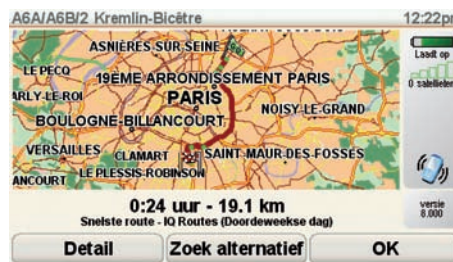 A6A/A6B/2 Kremlin-Bicêtre 12:22pm
ASNIÈRES SUR SEINE
Laadt op
LE PECQ
19ÈME ARRONDISSEMENT PARIS
0 satellieten
ARLY-LE-ROI
PARIS
NOISY-LE-GRAND
BOULOGNE-BILLANCOURT
VERSAILLES
CLAMART
SAINT-MAUR-DES-FOSSÉS
ANCOURT
LE PLESSIS-ROBINSON
0:24 uur - 19.1 km
versie
8.000
Snelste route - IQ Routes (Doordeweekse dag)
Detail Zoek alternatief OK